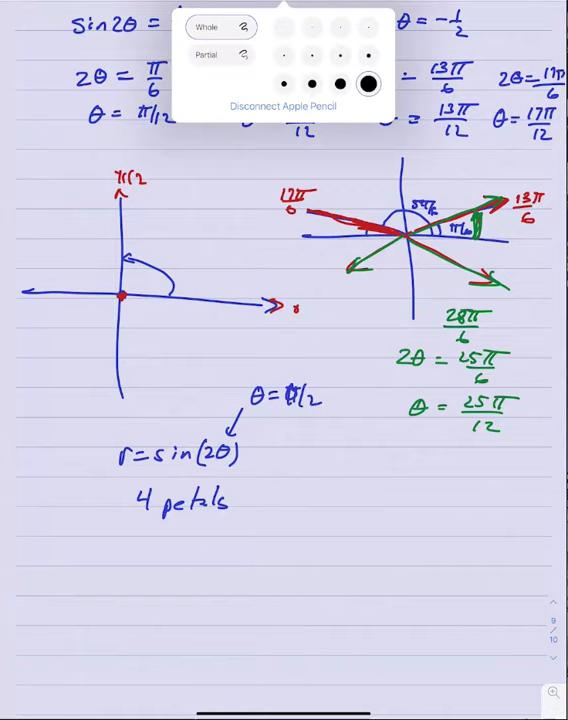 sin2θ =
Whole
θ = -1/2
Partial
2θ = π/6
13π/6
2θ = 17π/6
Disconnect Apple Pencil
θ = π/12
/12
= 13π/12
θ = 17π/12
π/2
17π/6
5π/6
π/6
13π/6
28π/6
2θ = 25π/6
θ = π/2
θ = 25π/12
r = sin(2θ)
4 petals
9
/
10